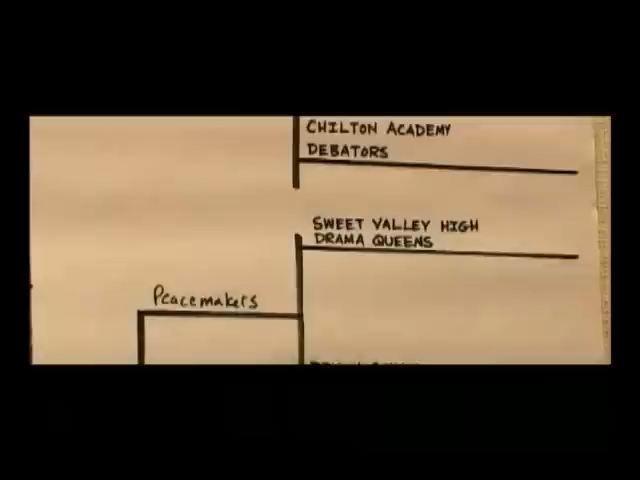 CHILTON ACADEMY
DEBATORS
SWEET VALLEY HIGH
DRAMA QUEENS
Peacemakers